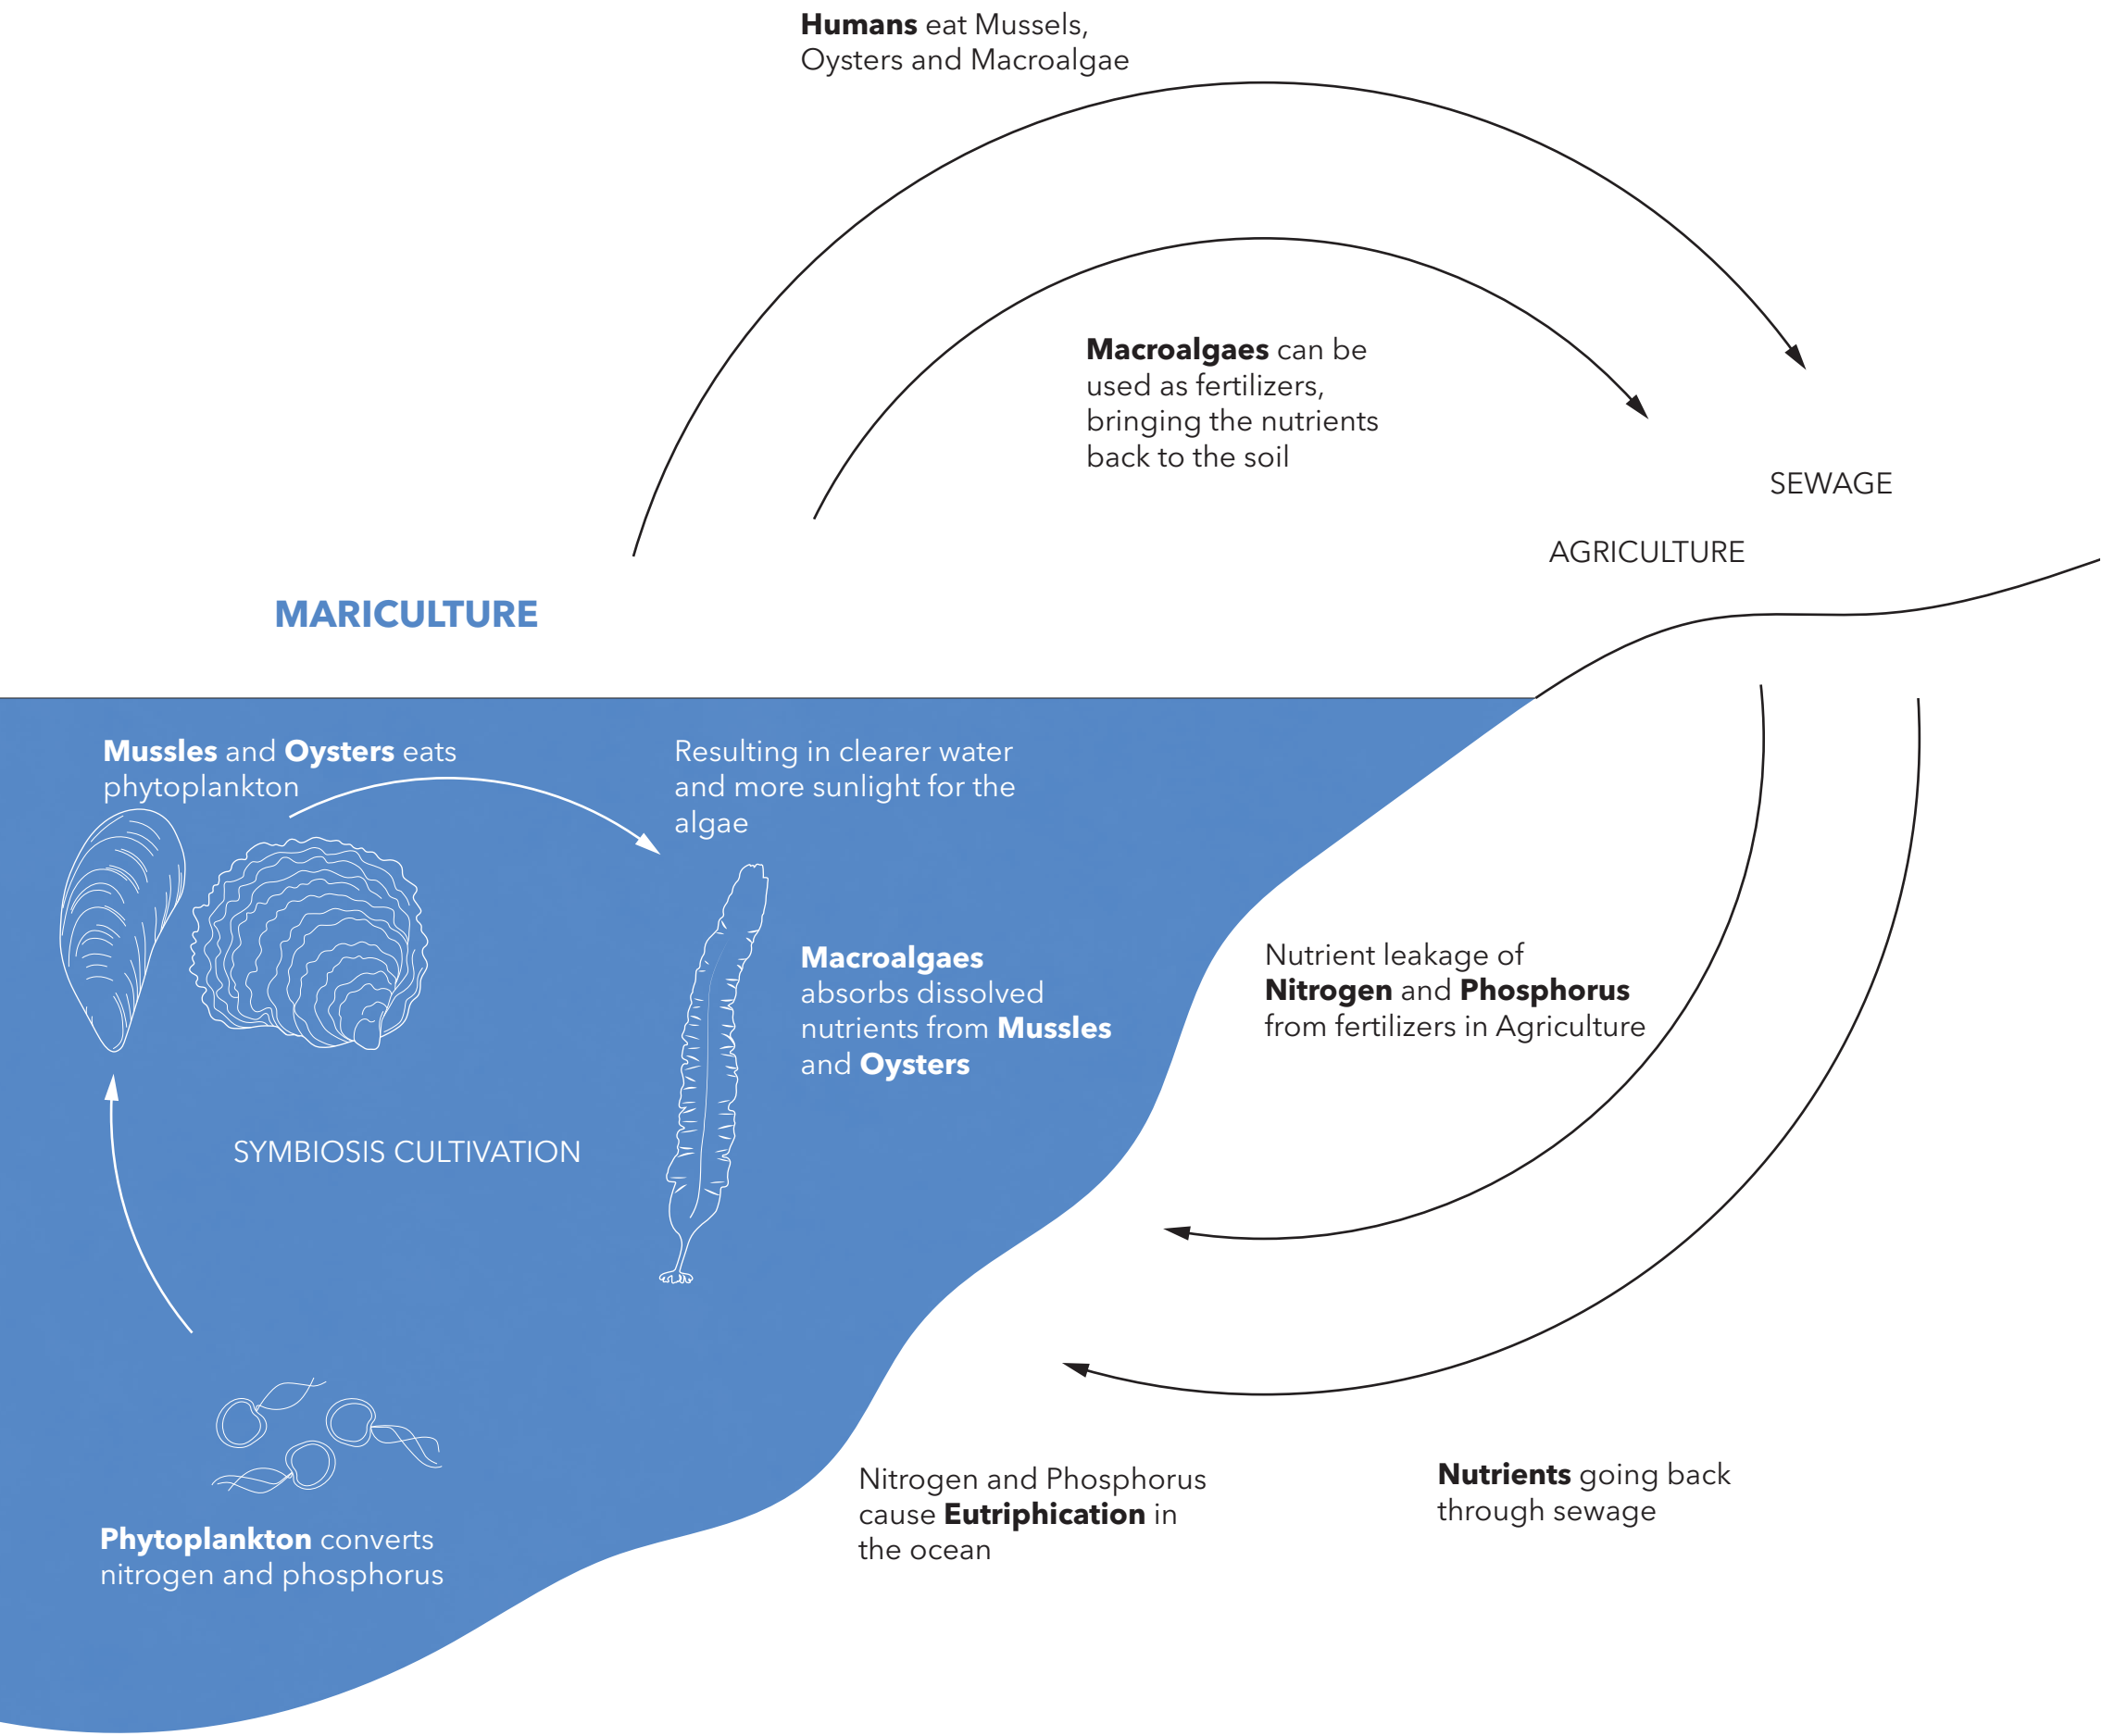 Humans eat Mussels,
Oysters and Macroalgae
Macroalgaes can be
used as fertilizers,
bringing the nutrients
back to the soil
SEWAGE
AGRICULTURE
MARICULTURE
Mussles and Oysters eats
phytoplankton
Resulting in clearer water
and more sunlight for the
algae
Macroalgaes
absorbs dissolved
nutrients from Mussles
and Oysters
Nutrient leakage of
Nitrogen and Phosphorus
from fertilizers in Agriculture
SYMBIOSIS CULTIVATION
Phytoplankton converts
nitrogen and phosphorus
Nitrogen and Phosphorus
cause Eutriphication in
the ocean
Nutrients going back
through sewage